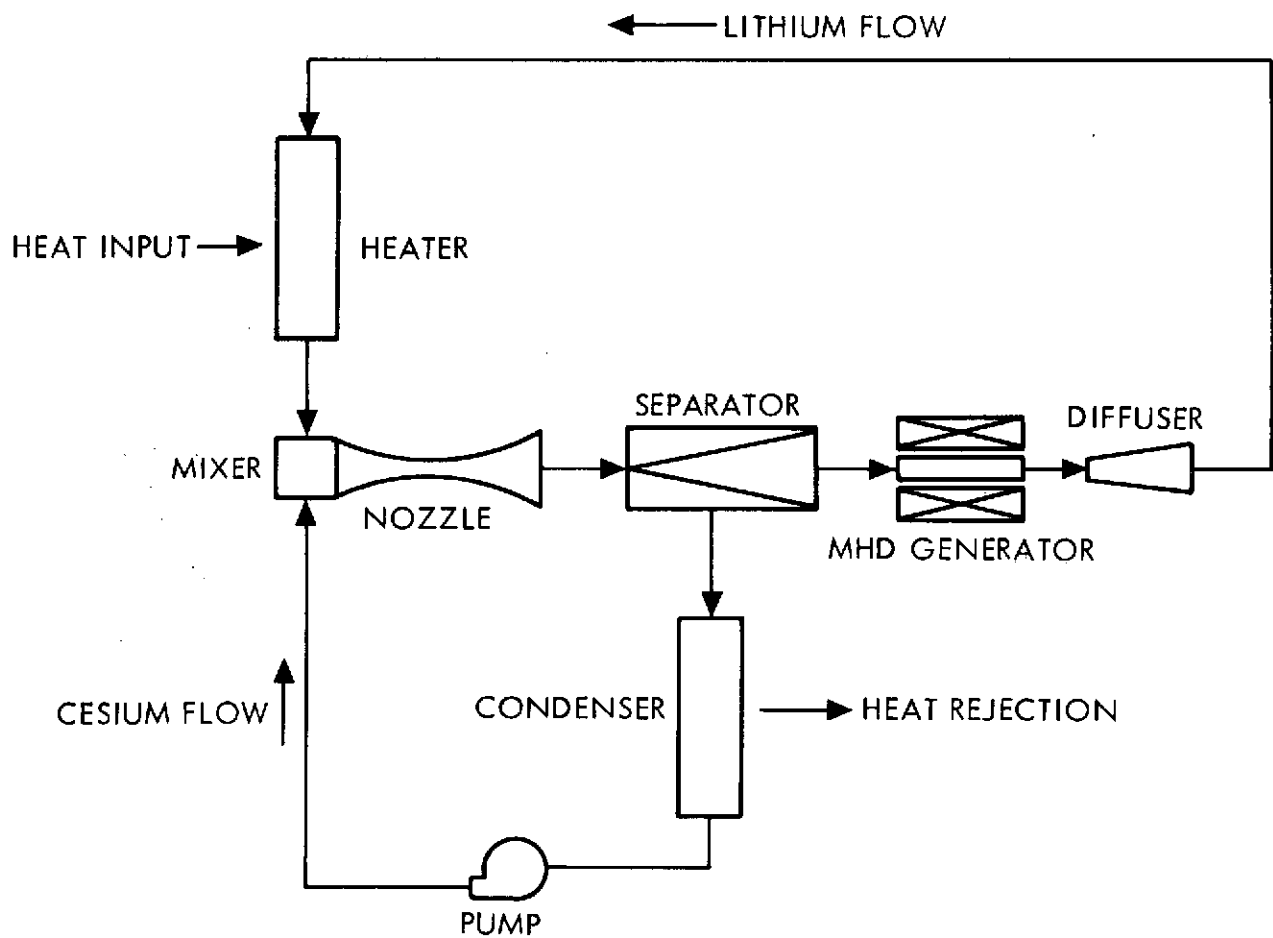 LITHIUM FLOW
HEAT INPUT
HEATER
SEPARATOR
DIFFUSER
MIXER
NOZZLE
MHD GENERATOR
CESIUM FLOW
CONDENSER
HEAT REJECTION
PUMP